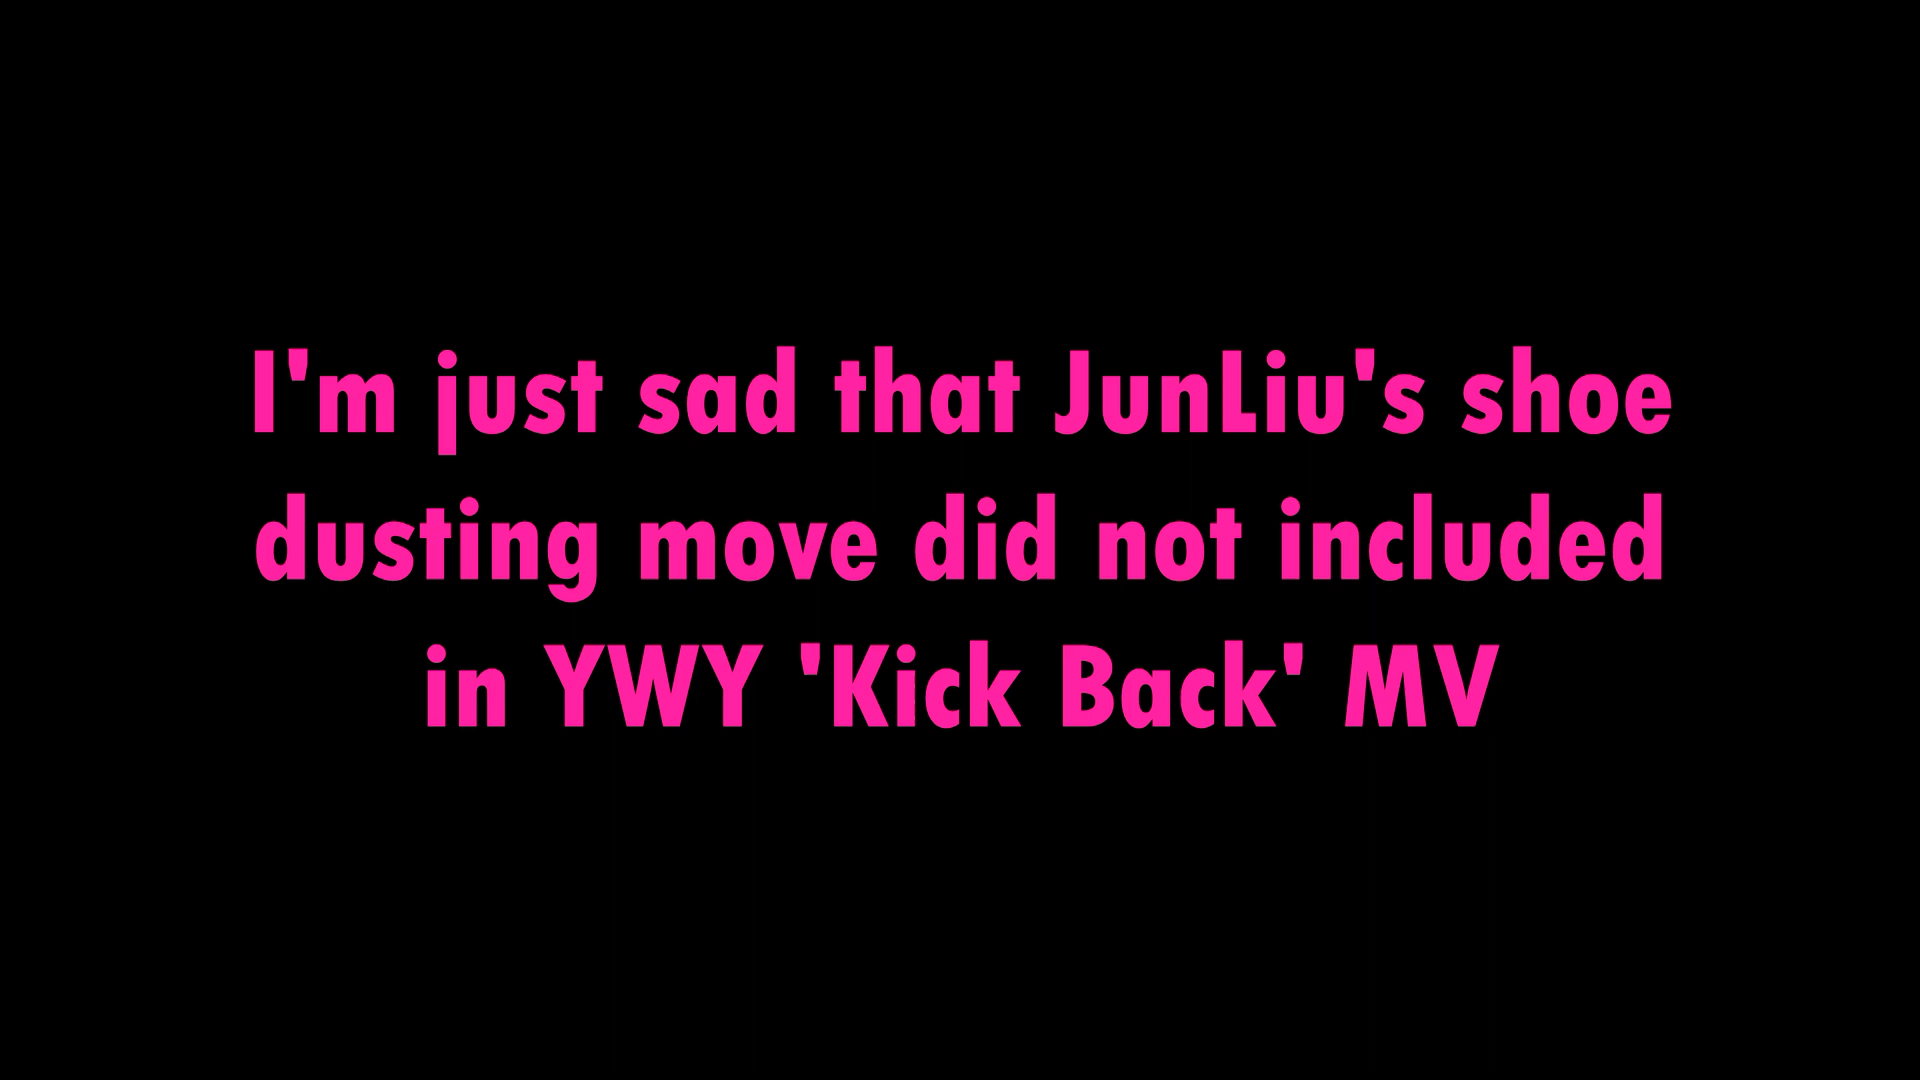 I'm just sad that JunLiu's shoe
dusting move did not included
in YWY 'Kick Back' MV